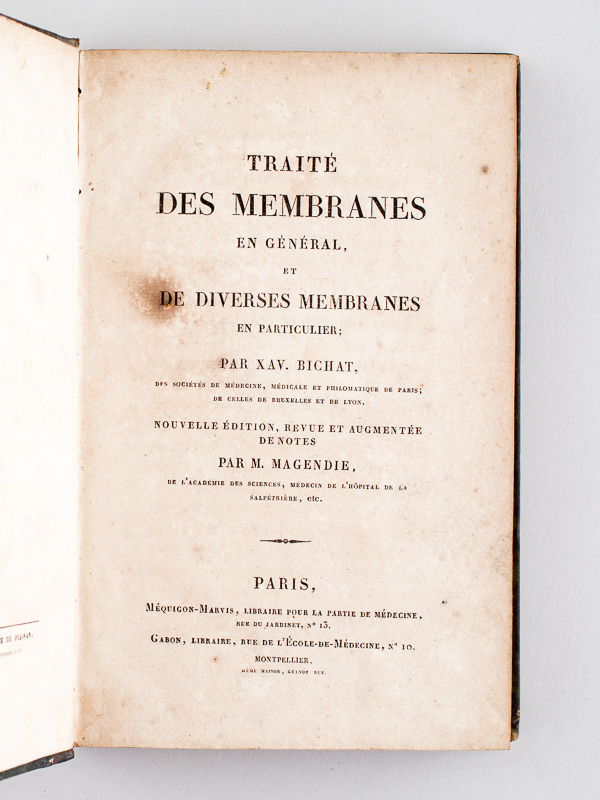 TRAITÉ
DES MEMBRANES
EN GÉNÉRAL,
ET
DE DIVERSES MEMBRANES
EN PARTICULIER;
PAR XAV. BICHAT,
DES SOCIÉTÉS DE MÉDECINE, MÉDICALE ET PHILOMATIQUE DE PARIS;
DE CELLES DE BRUXELLES ET DE LYON.
NOUVELLE ÉDITION, REVUE ET AUGMENTÉE
DE NOTES
PAR M. MAGENDIE,
DE L'ACADÉMIE DES SCIENCES, MÉDECIN DE L'HÔPITAL DE LA
SALPÉTRIÈRE, etc.
PARIS,
MÉQUIGON-MARVIS, LIBRAIRE POUR LA PARTIE DE MÉDECINE,
RUE DU JARDINET, N° 13.
GABON, LIBRAIRE, RUE DE L'ÉCOLE-DE-MÉDECINE, N° 10.
MONTPELLIER,
MÊME MAISON, GRANDE RUE.